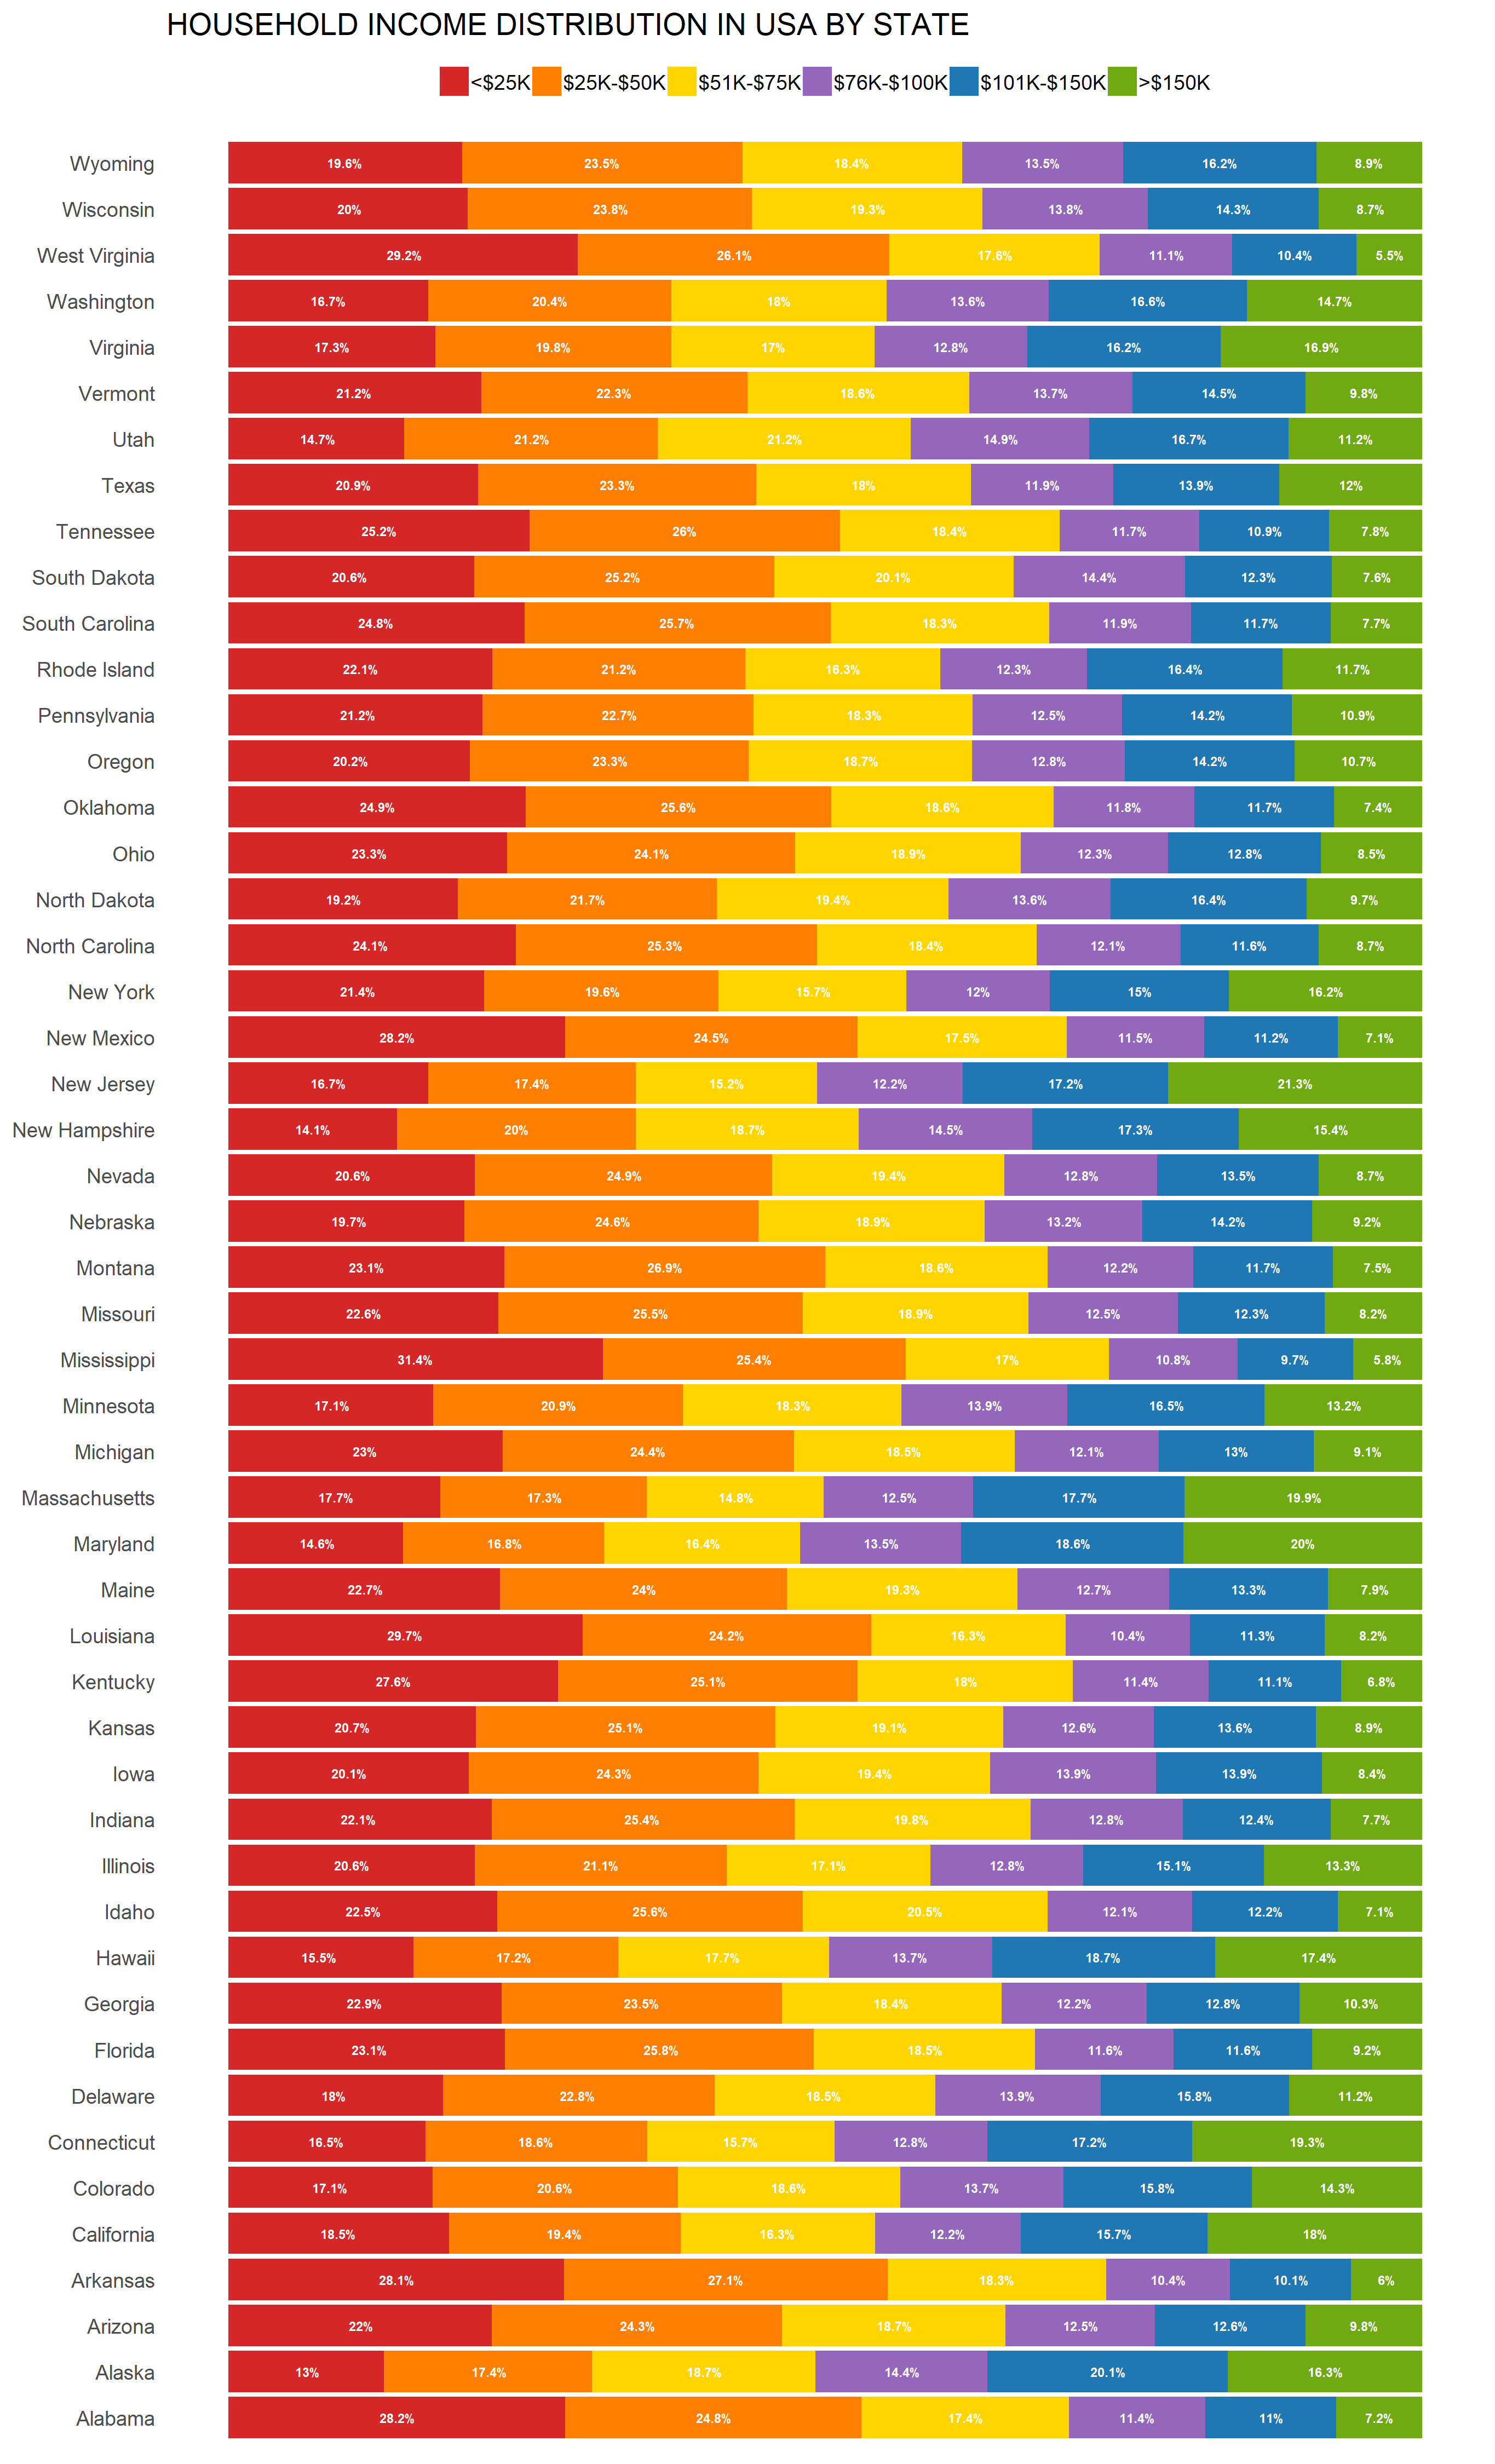 HOUSEHOLD INCOME DISTRIBUTION IN USA BY STATE
<$25K $25K-$50K $51K-$75K $76K-$100K $101K-$150K >$150K
Wyoming 19.6% 23.5% 18.4% 13.5% 16.2% 8.9%
Wisconsin 20% 23.8% 19.3% 13.8% 14.3% 8.7%
West Virginia 29.2% 26.1% 17.6% 11.1% 10.4% 5.5%
Washington 16.7% 20.4% 18% 13.6% 16.6% 14.7%
Virginia 17.3% 19.8% 17% 12.8% 16.2% 16.9%
Vermont 21.2% 22.3% 18.6% 13.7% 14.5% 9.8%
Utah 14.7% 21.2% 21.2% 14.9% 16.7% 11.2%
Texas 20.9% 23.3% 18% 11.9% 13.9% 12%
Tennessee 25.2% 26% 18.4% 11.7% 10.9% 7.8%
South Dakota 20.6% 25.2% 20.1% 14.4% 12.3% 7.6%
South Carolina 24.8% 25.7% 18.3% 11.9% 11.7% 7.7%
Rhode Island 22.1% 21.2% 16.3% 12.3% 16.4% 11.7%
Pennsylvania 21.2% 22.7% 18.3% 12.5% 14.2% 10.9%
Oregon 20.2% 23.3% 18.7% 12.8% 14.2% 10.7%
Oklahoma 24.9% 25.6% 18.6% 11.8% 11.7% 7.4%
Ohio 23.3% 24.1% 18.9% 12.3% 12.8% 8.5%
North Dakota 19.2% 21.7% 19.4% 13.6% 16.4% 9.7%
North Carolina 24.1% 25.3% 18.4% 12.1% 11.6% 8.7%
New York 21.4% 19.6% 15.7% 12% 15% 16.2%
New Mexico 28.2% 24.5% 17.5% 11.5% 11.2% 7.1%
New Jersey 16.7% 17.4% 15.2% 12.2% 17.2% 21.3%
New Hampshire 14.1% 20% 18.7% 14.5% 17.3% 15.4%
Nevada 20.6% 24.9% 19.4% 12.8% 13.5% 8.7%
Nebraska 19.7% 24.6% 18.9% 13.2% 14.2% 9.2%
Montana 23.1% 26.9% 18.6% 12.2% 11.7% 7.5%
Missouri 22.6% 25.5% 18.9% 12.5% 12.3% 8.2%
Mississippi 31.4% 25.4% 17% 10.8% 9.7% 5.8%
Minnesota 17.1% 20.9% 18.3% 13.9% 16.5% 13.2%
Michigan 23% 24.4% 18.5% 12.1% 13% 9.1%
Massachusetts 17.7% 17.3% 14.8% 12.5% 17.7% 19.9%
Maryland 14.6% 16.8% 16.4% 13.5% 18.6% 20%
Maine 22.7% 24% 19.3% 12.7% 13.3% 7.9%
Louisiana 29.7% 24.2% 16.3% 10.4% 11.3% 8.2%
Kentucky 27.6% 25.1% 18% 11.4% 11.1% 6.8%
Kansas 20.7% 25.1% 19.1% 12.6% 13.6% 8.9%
Iowa 20.1% 24.3% 19.4% 13.9% 13.9% 8.4%
Indiana 22.1% 25.4% 19.8% 12.8% 12.4% 7.7%
Illinois 20.6% 21.1% 17.1% 12.8% 15.1% 13.3%
Idaho 22.5% 25.6% 20.5% 12.1% 12.2% 7.1%
Hawaii 15.5% 17.2% 17.7% 13.7% 18.7% 17.4%
Georgia 22.9% 23.5% 18.4% 12.2% 12.8% 10.3%
Florida 23.1% 25.8% 18.5% 11.6% 11.6% 9.2%
Delaware 18% 22.8% 18.5% 13.9% 15.8% 11.2%
Connecticut 16.5% 18.6% 15.7% 12.8% 17.2% 19.3%
Colorado 17.1% 20.6% 18.6% 13.7% 15.8% 14.3%
California 18.5% 19.4% 16.3% 12.2% 15.7% 18%
Arkansas 28.1% 27.1% 18.3% 10.4% 10.1% 6%
Arizona 22% 24.3% 18.7% 12.5% 12.6% 9.8%
Alaska 13% 17.4% 18.7% 14.4% 20.1% 16.3%
Alabama 28.2% 24.8% 17.4% 11.4% 11% 7.2%